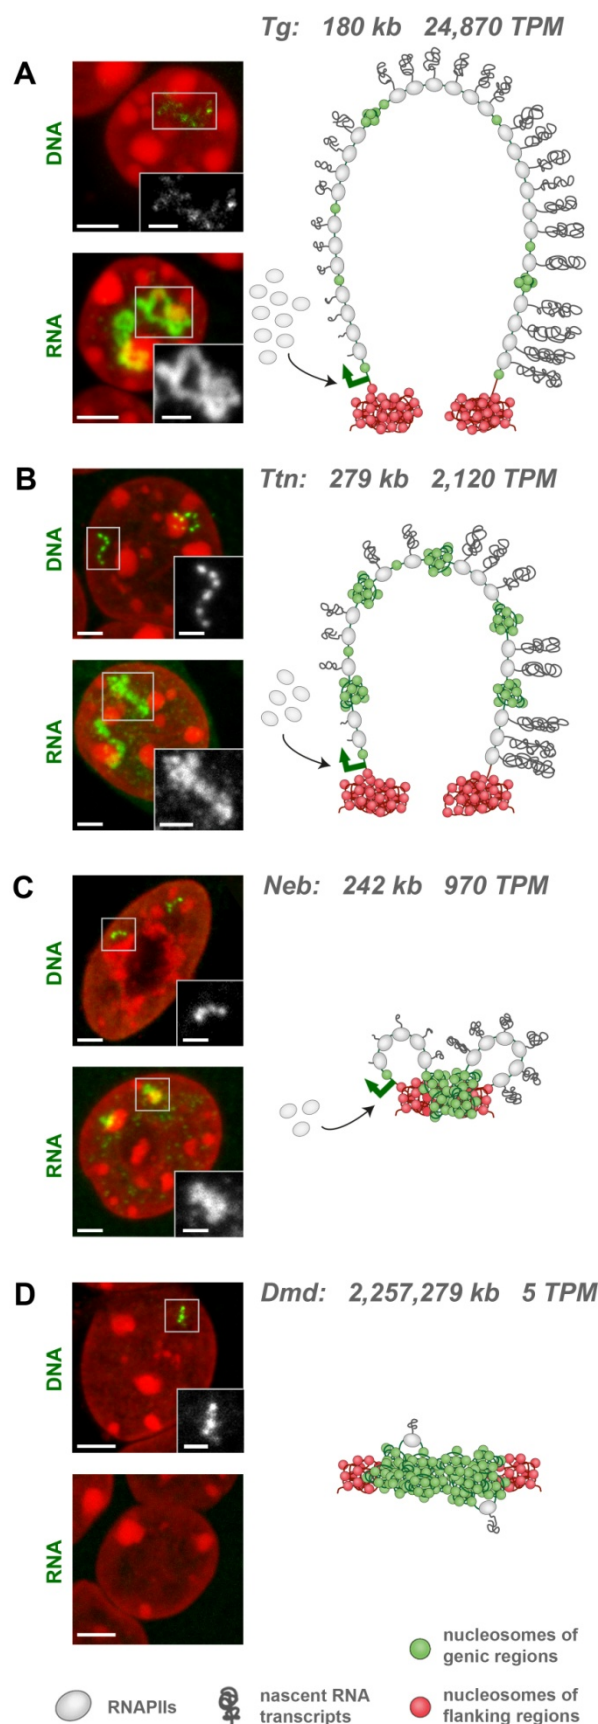 Tg: 180 kb 24,870 TPM
A
DNA
RNA
B
Ttn: 279 kb 2,120 TPM
DNA
RNA
C
Neb: 242 kb 970 TPM
DNA
RNA
D
Dmd: 2,257,279 kb 5 TPM
DNA
RNA
nucleosomes of
genic regions
RNAPIIs
nascent RNA
transcripts
nucleosomes of
flanking regions